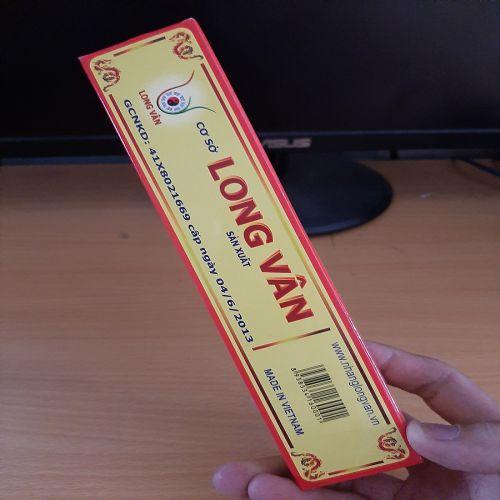 LONG VÂN
CƠ SỞ
SẢN XUẤT
LONG VÂN
GCNKD: 41X8021669 cấp ngày 04/6/2013
www.nhanglongvan.vn
MADE IN VIETNAM
ASUS